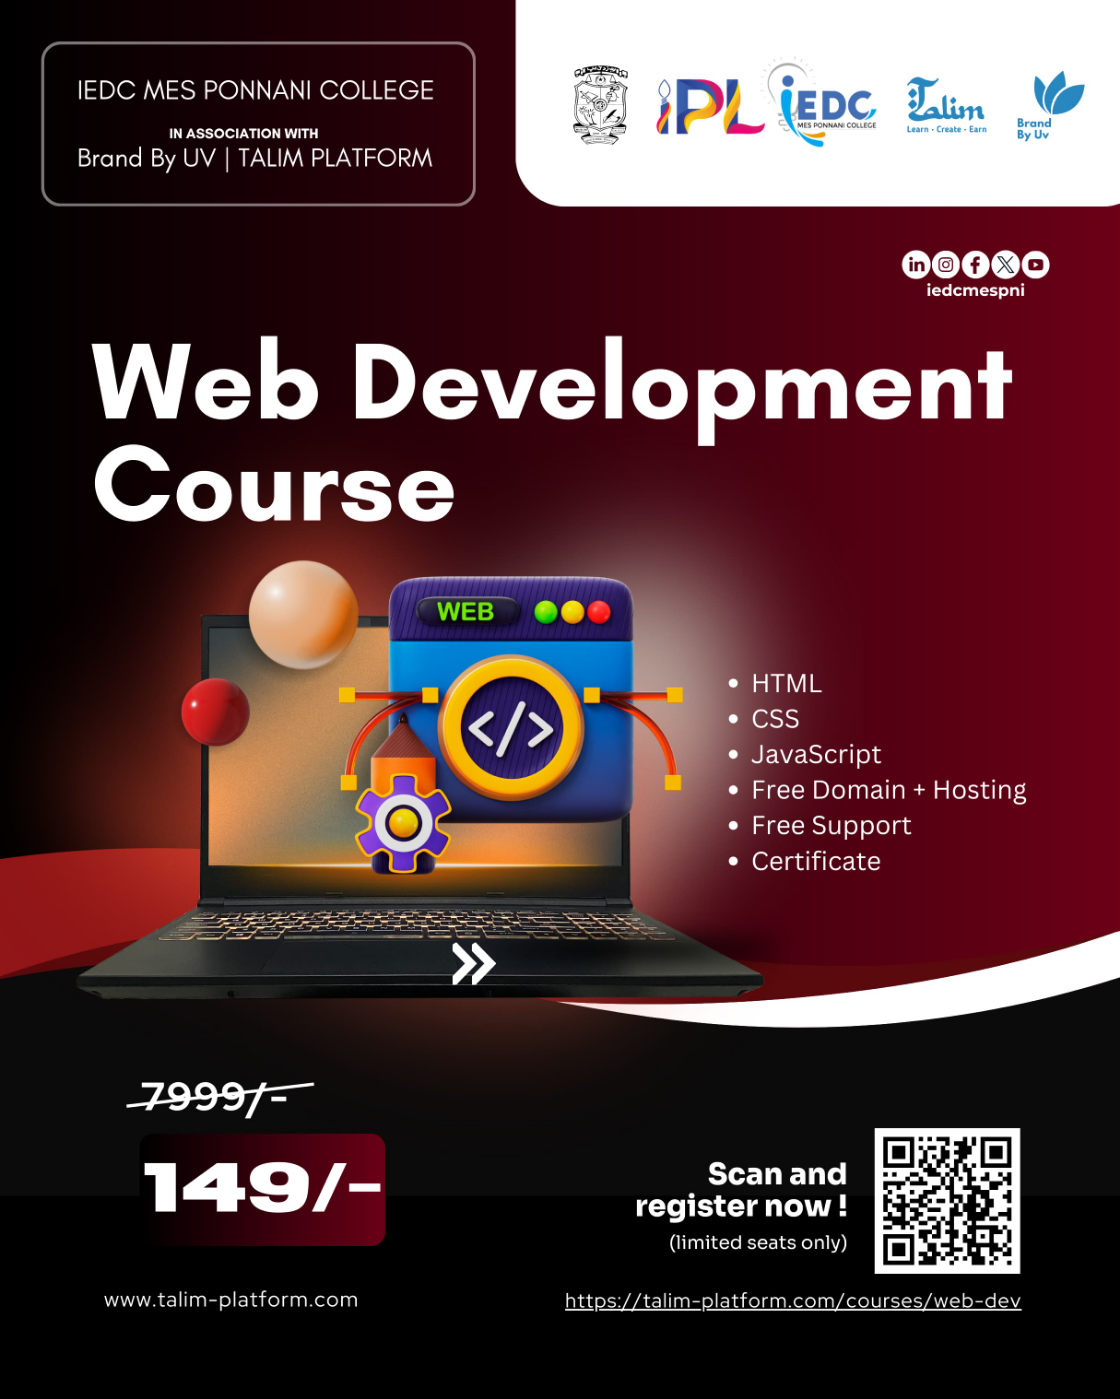 IEDC MES PONNANI COLLEGE
IN ASSOCIATION WITH
Brand By UV | TALIM PLATFORM
iPL
iEDC
MES PONNANI COLLEGE
Talim
Learn · Create · Earn
Brand
By Uv
in
iedcmespni
Web Development
Course
WEB
</>
• HTML
• CSS
• JavaScript
• Free Domain + Hosting
• Free Support
• Certificate
7999/-
149/-
Scan and
register now !
(limited seats only)
www.talim-platform.com
https://talim-platform.com/courses/web-dev